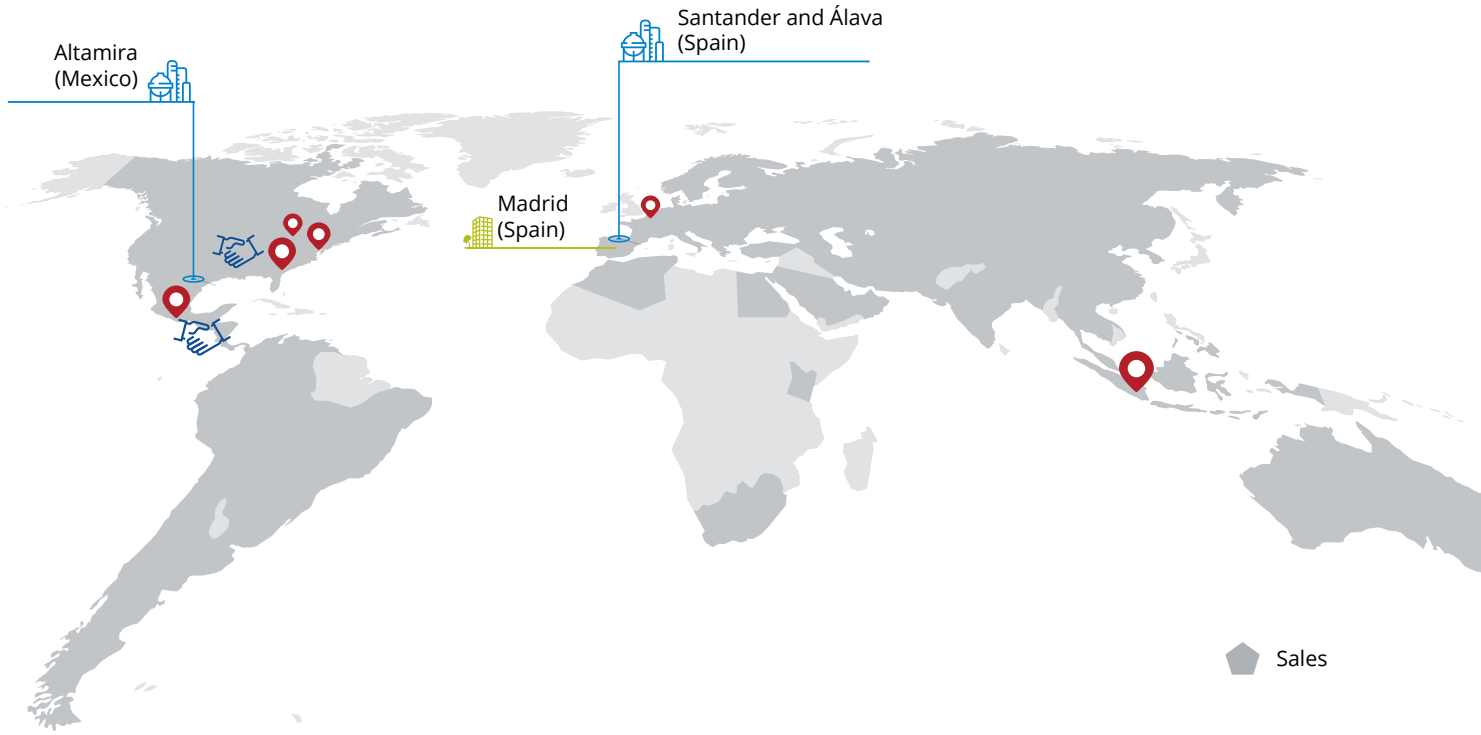 Santander and Álava
(Spain)
Altamira
(Mexico)
Madrid
(Spain)
Sales